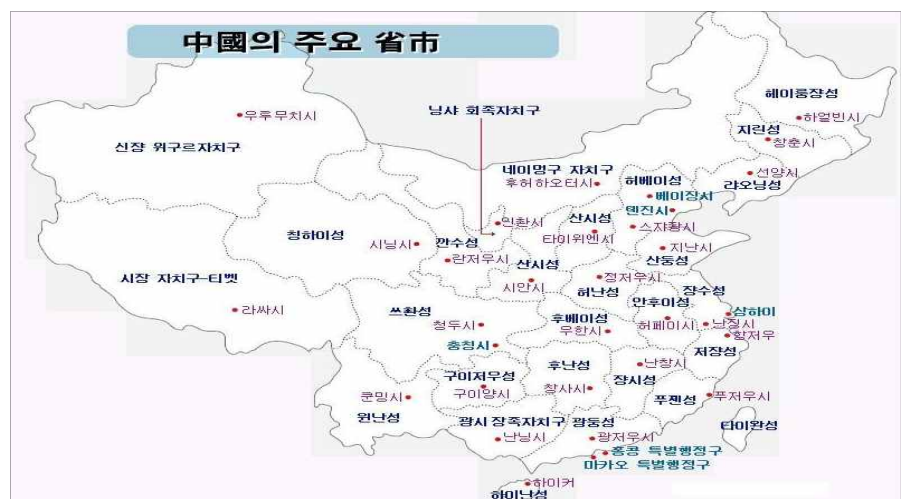 中國의 주요 省市
헤이룽쟝성
하얼빈시
닝샤 회족자치구
우루무치시
지린성
창춘시
신쟝 위구르자치구
네이멍구 자치구
후허하오터시
허베이성
선양시
랴오닝성
베이징시
톈진시
인촨시
산시성
스쟈좡시
칭하이성
시닝시
깐수성
타이위엔시
지난시
란저우시
산시성
산둥성
시장 자치구-티벳
시안시
정저우시
허난성
쟝수성
안후이성
라싸시
쓰촨성
후베이성
상하이
청두시
우한시
허페이시
난징시
항저우
충칭시
저쟝성
후난성
난창시
구이저우성
쟝시성
구이양시
창사시
쿤밍시
푸젠성
푸저우시
윈난성
광시 장족자치구
광둥성
타이완성
난닝시
광저우시
홍콩 특별행정구
마카오 특별행정구
하이커
하이난성